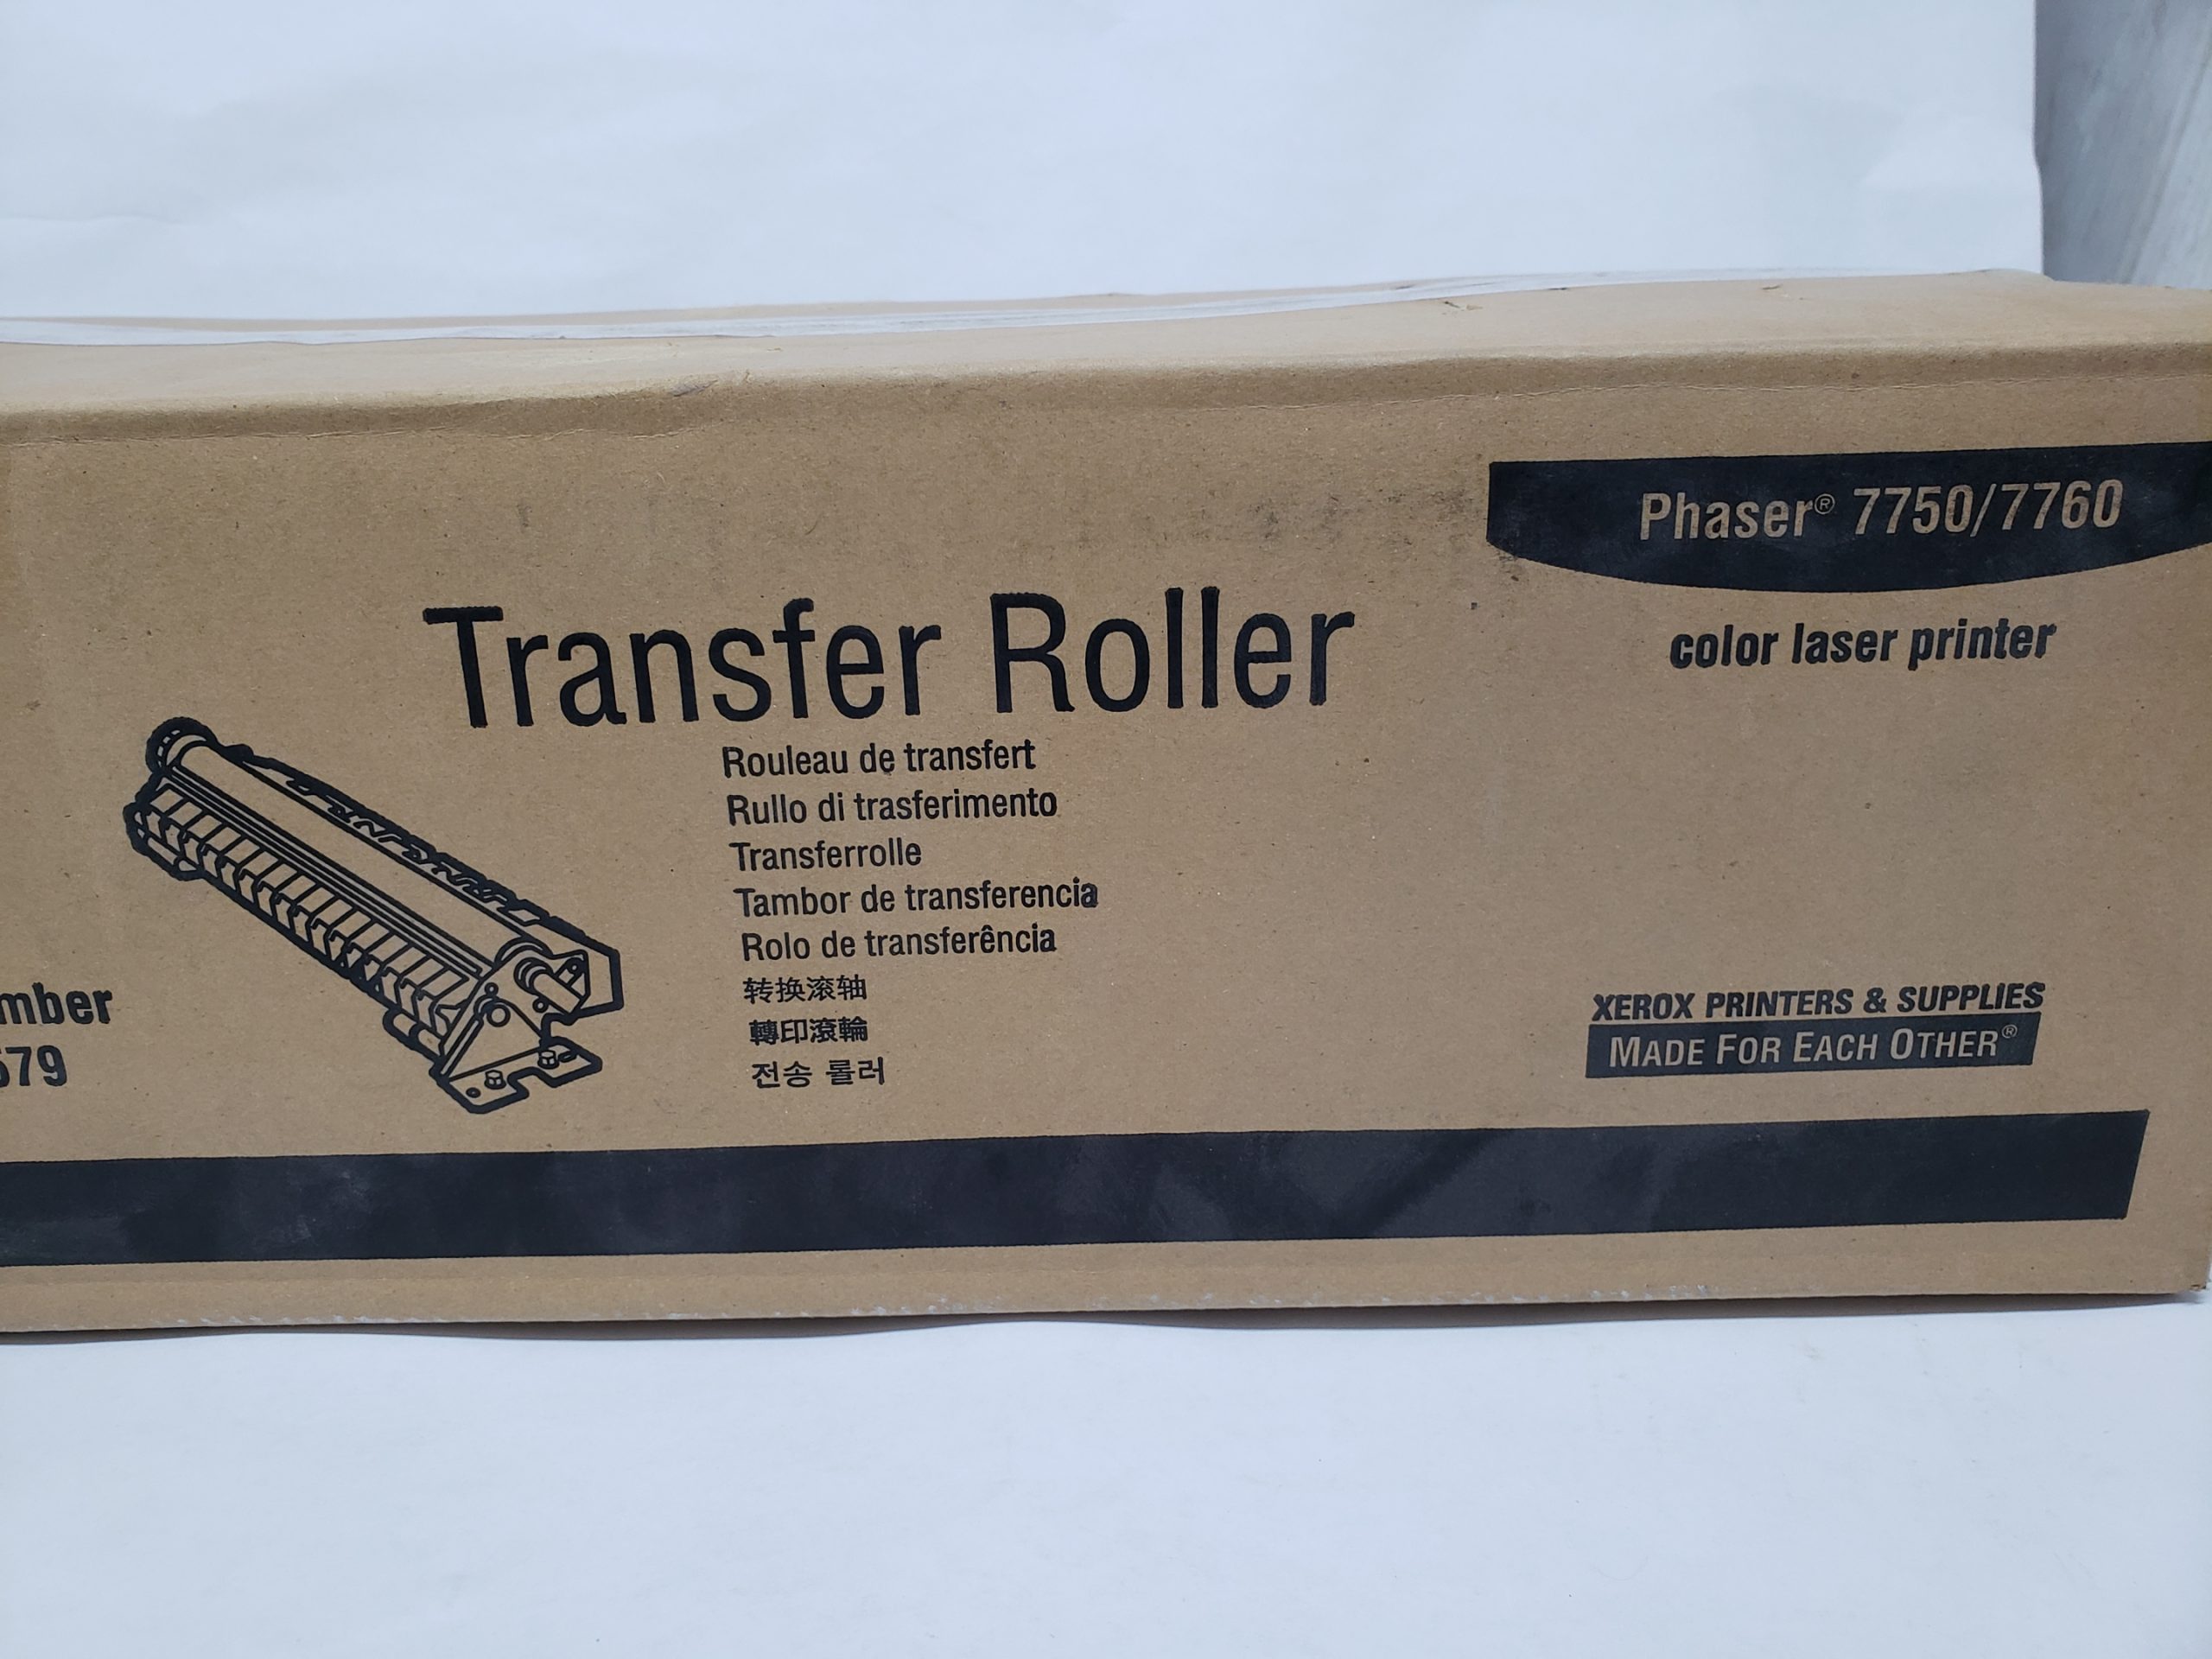 Phaser® 7750/7760
color laser printer
Transfer Roller
Rouleau de transfert
Rullo di trasferimento
Transferrolle
Tambor de transferencia
Rolo de transferência
转换滚轴
轉印滾輪
전송 롤러
XEROX PRINTERS & SUPPLIES
MADE FOR EACH OTHER®